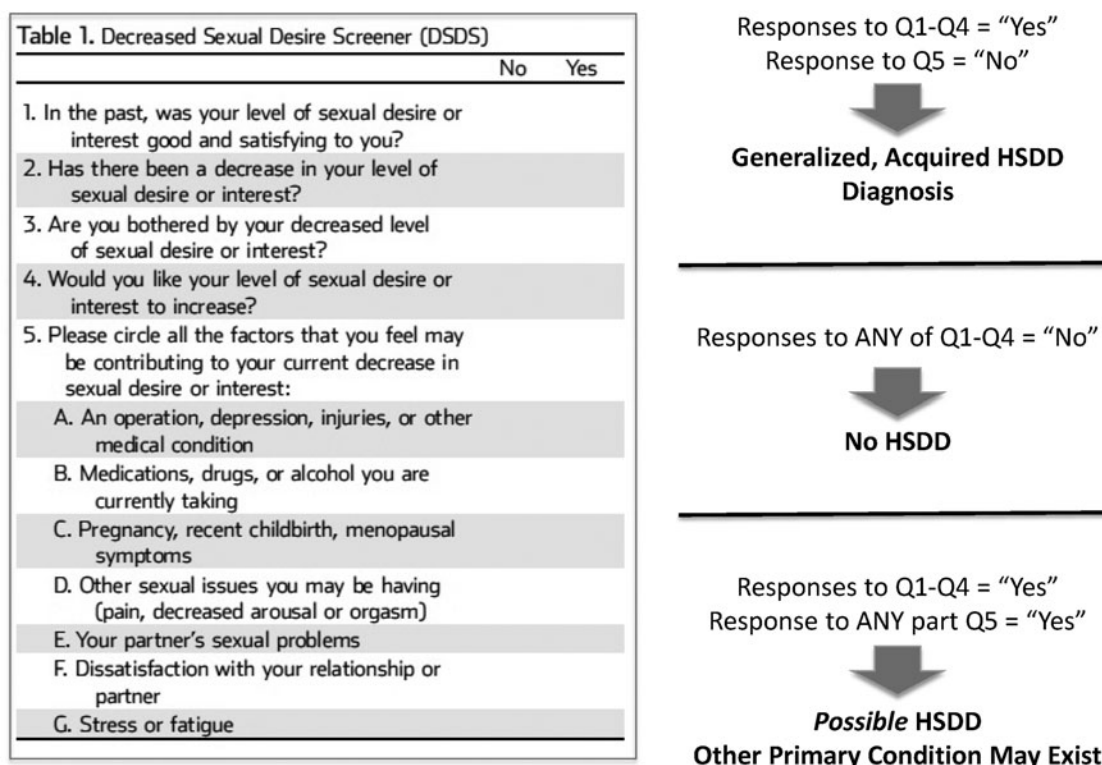 Table 1. Decreased Sexual Desire Screener (DSDS)
No Yes
1. In the past, was your level of sexual desire or
interest good and satisfying to you?
2. Has there been a decrease in your level of
sexual desire or interest?
3. Are you bothered by your decreased level
of sexual desire or interest?
4. Would you like your level of sexual desire or
interest to increase?
5. Please circle all the factors that you feel may
be contributing to your current decrease in
sexual desire or interest:
A. An operation, depression, injuries, or other
medical condition
B. Medications, drugs, or alcohol you are
currently taking
C. Pregnancy, recent childbirth, menopausal
symptoms
D. Other sexual issues you may be having
(pain, decreased arousal or orgasm)
E. Your partner's sexual problems
F. Dissatisfaction with your relationship or
partner
G. Stress or fatigue
Responses to Q1-Q4 = “Yes”
Response to Q5 = “No”
Generalized, Acquired HSDD
Diagnosis
Responses to ANY of Q1-Q4 = “No”
No HSDD
Responses to Q1-Q4 = “Yes”
Response to ANY part Q5 = “Yes”
Possible HSDD
Other Primary Condition May Exist